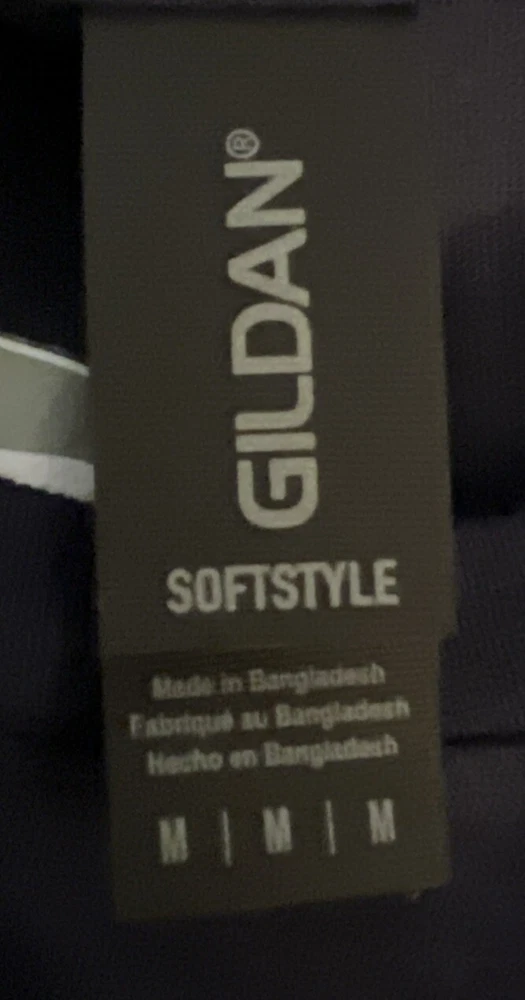 GILDAN®
SOFTSTYLE
Made in Bangladesh
Fabriqué au Bangladesh
Hecho en Bangladesh
M | M | M